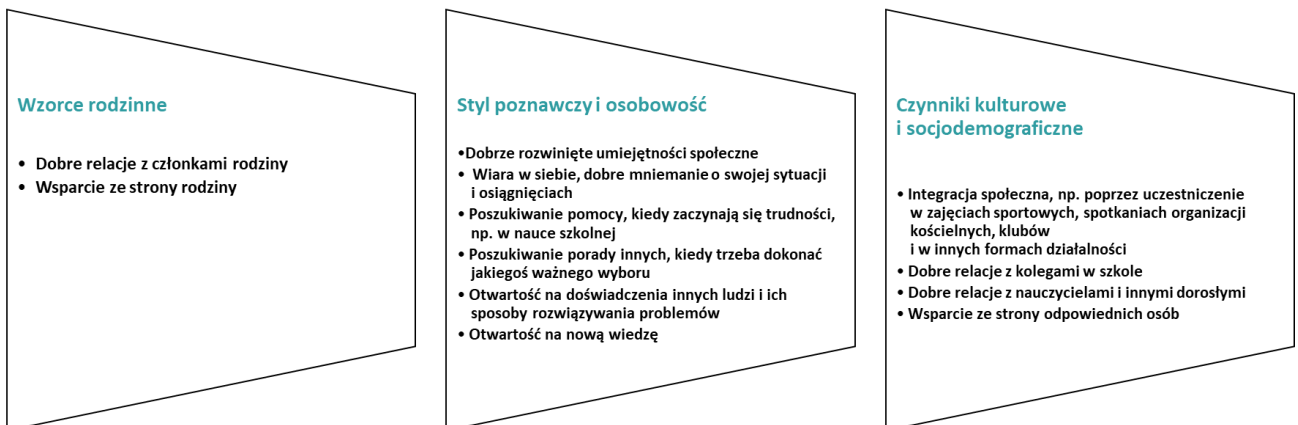 Wzorce rodzinne
• Dobre relacje z członkami rodziny
• Wsparcie ze strony rodziny
Styl poznawczy i osobowość
•Dobrze rozwinięte umiejętności społeczne
• Wiara w siebie, dobre mniemanie o swojej sytuacji
i osiągnięciach
• Poszukiwanie pomocy, kiedy zaczynają się trudności,
np. w nauce szkolnej
• Poszukiwanie porady innych, kiedy trzeba dokonać
jakiegoś ważnego wyboru
• Otwartość na doświadczenia innych ludzi i ich
sposoby rozwiązywania problemów
• Otwartość na nową wiedzę
Czynniki kulturowe
i socjodemograficzne
• Integracja społeczna, np. poprzez uczestniczenie
w zajęciach sportowych, spotkaniach organizacji
kościelnych, klubów
i w innych formach działalności
• Dobre relacje z kolegami w szkole
• Dobre relacje z nauczycielami i innymi dorosłymi
• Wsparcie ze strony odpowiednich osób